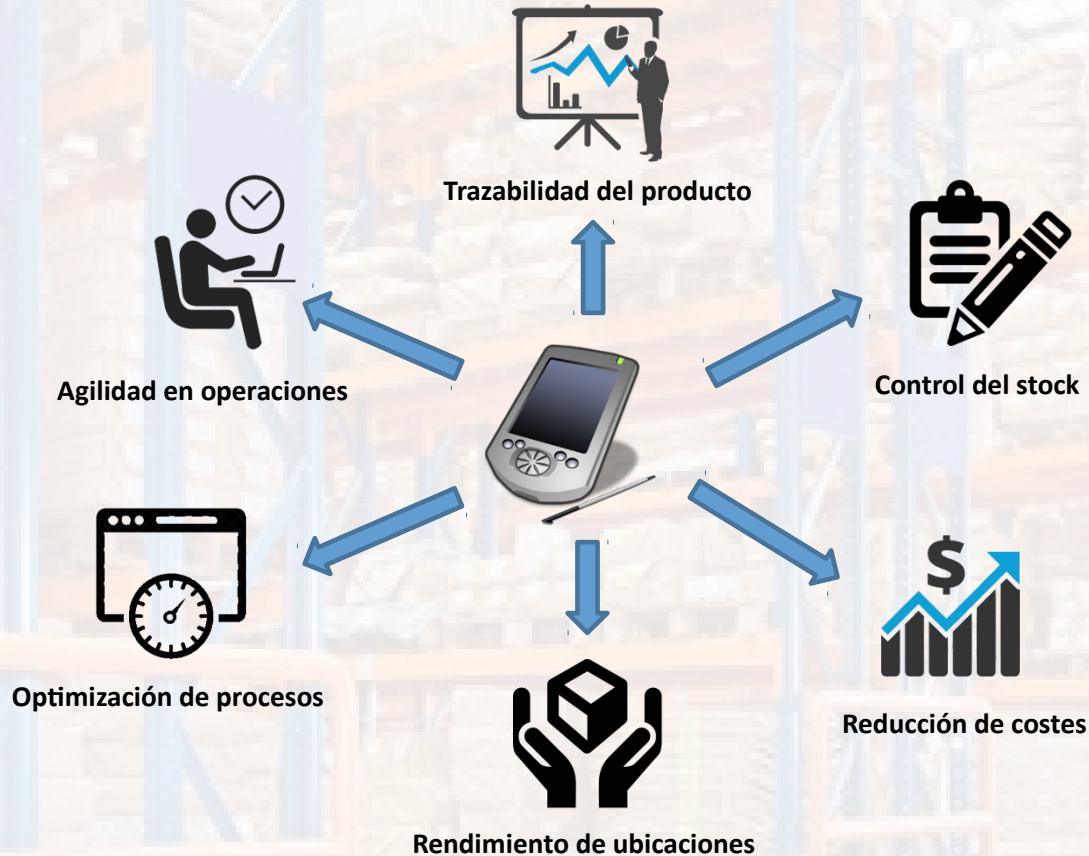 Trazabilidad del producto
Agilidad en operaciones
Control del stock
$
Optimización de procesos
Reducción de costes
Rendimiento de ubicaciones